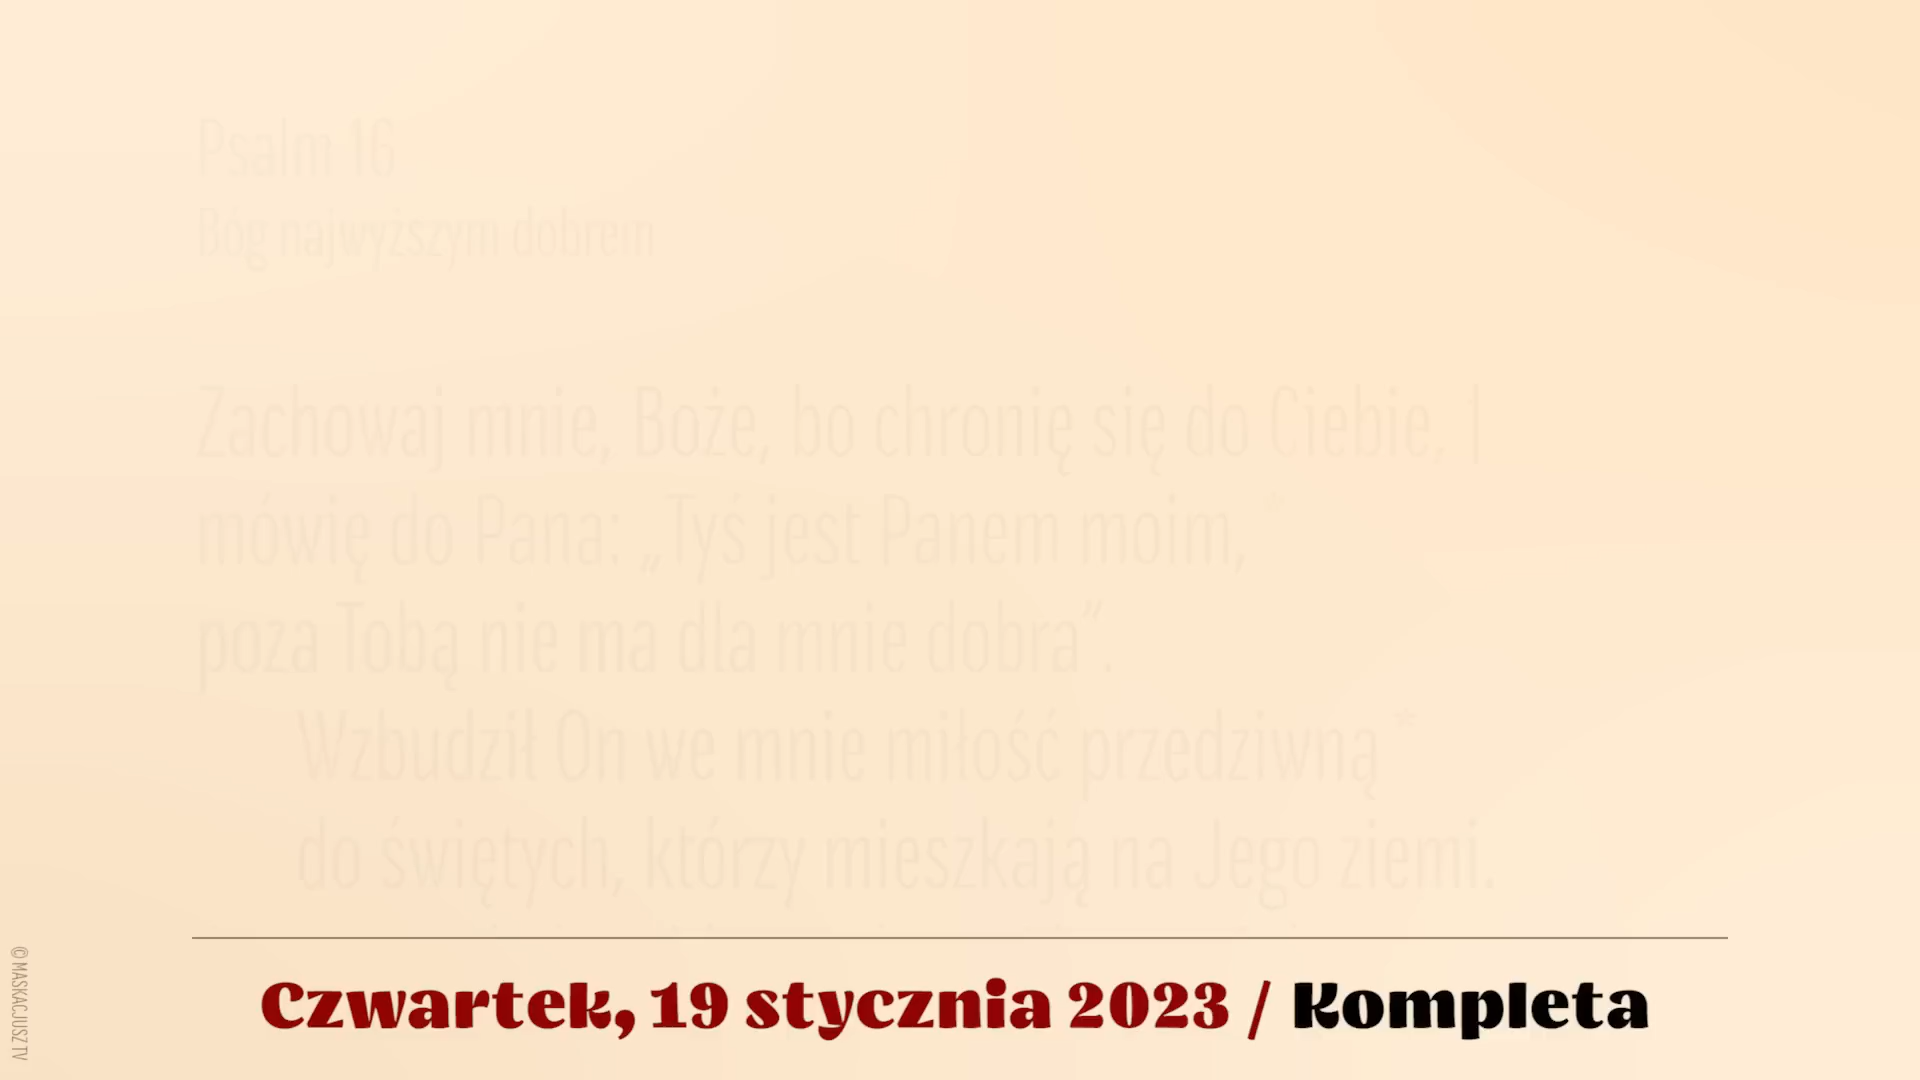 Psalm 16
Bóg najwyższym dobrem
Zachowaj mnie, Boże, bo chronię się do Ciebie, |
mówię do Pana: „Tyś jest Panem moim, *
poza Tobą nie ma dla mnie dobra”.
Wzbudził On we mnie miłość przedziwną *
do świętych, którzy mieszkają na Jego ziemi.
Czwartek, 19 stycznia 2023 / Kompleta
© MASKACJUSZ TV